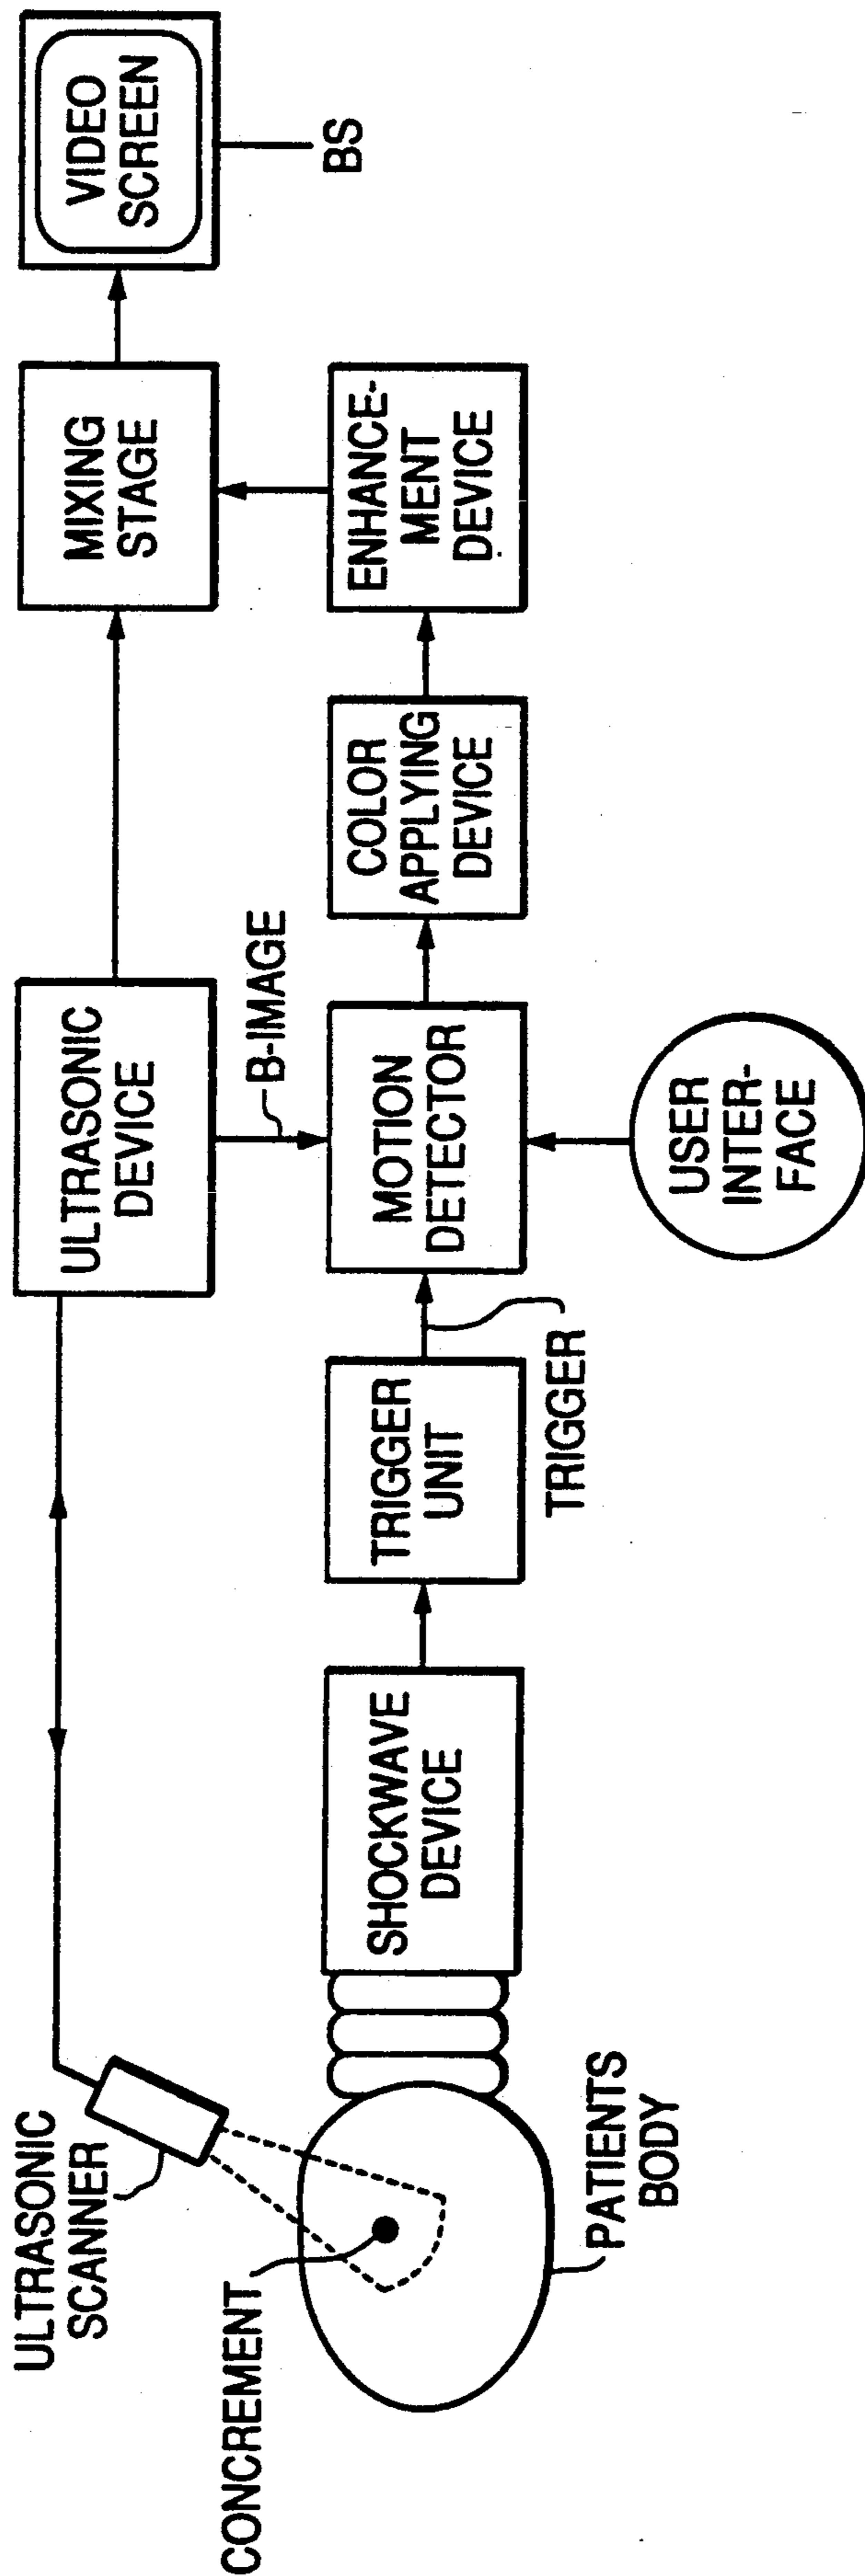 ULTRASONIC
SCANNER
CONCREMENT
PATIENTS
BODY
SHOCKWAVE
DEVICE
TRIGGER
UNIT
TRIGGER
ULTRASONIC
DEVICE
B-IMAGE
MOTION
DETECTOR
USER
INTER-
FACE
COLOR
APPLYING
DEVICE
ENHANCE-
MENT
DEVICE
MIXING
STAGE
VIDEO
SCREEN
BS